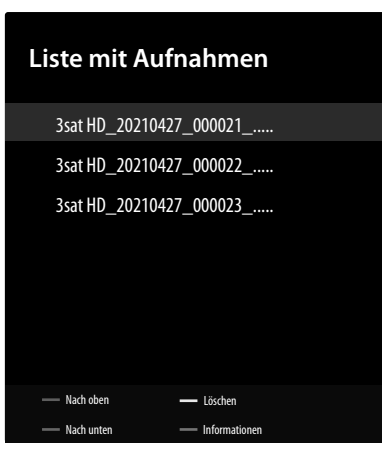 Liste mit Aufnahmen
3sat HD_20210427_000021_.....
3sat HD_20210427_000022_.....
3sat HD_20210427_000023_.....
Nach oben Löschen
Nach unten Informationen